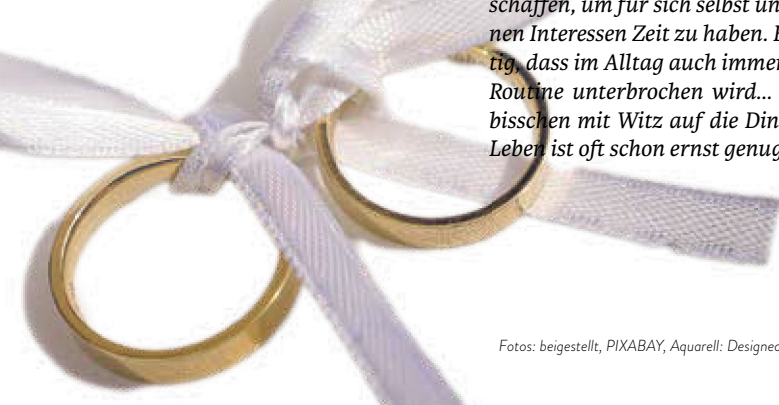 schaffen, um für sich selbst un
nen Interessen Zeit zu haben.
tig, dass im Alltag auch immer
Routine unterbrochen wird...
bisschen mit Witz auf die Din
Leben ist oft schon ernst genug
Fotos: beigestellt, PIXABAY, Aquarell: Designed